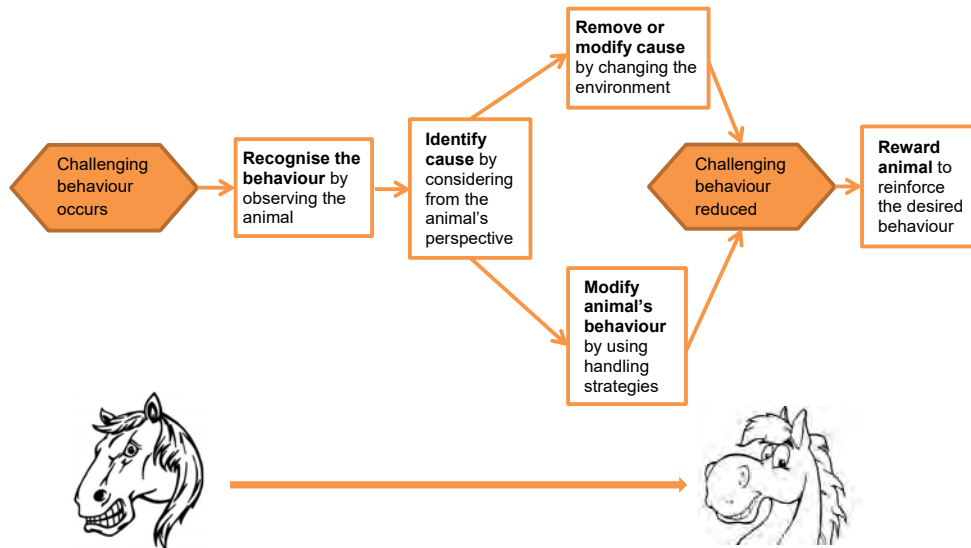 Challenging
behaviour
occurs
Recognise the
behaviour by
observing the
animal
Identify
cause by
considering
from the
animal's
perspective
Remove or
modify cause
by changing the
environment
Modify
animal's
behaviour
by using
handling
strategies
Challenging
behaviour
reduced
Reward
animal to
reinforce
the desired
behaviour